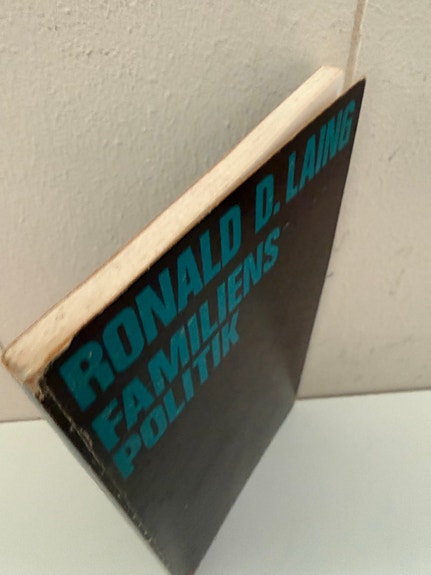 RONALD D. LAING
FAMILIENS
POLITIK